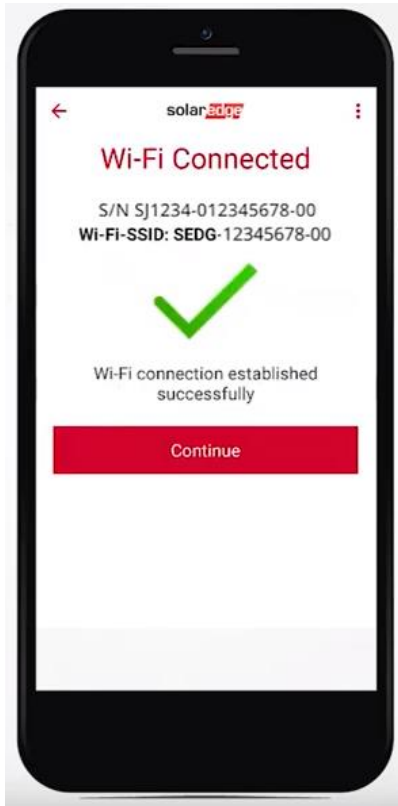 solaredge
Wi-Fi Connected
S/N SJ1234-012345678-00
Wi-Fi-SSID: SEDG-12345678-00
Wi-Fi connection established
successfully
Continue